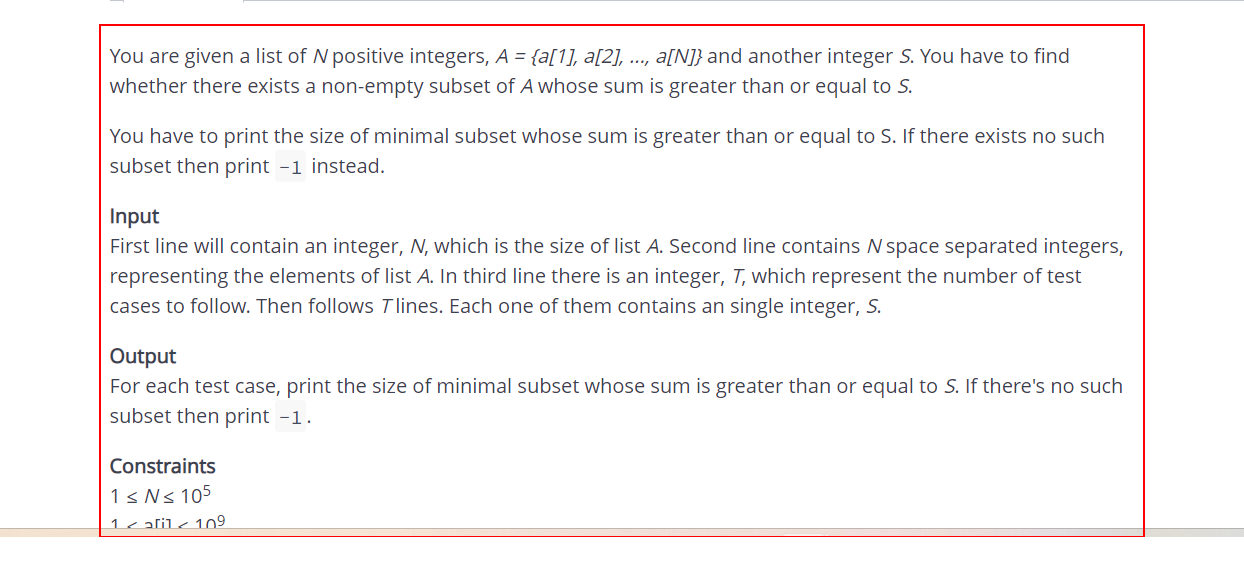 You are given a list of N positive integers, A = {a[1], a[2], ..., a[N]} and another integer S. You have to find
whether there exists a non-empty subset of A whose sum is greater than or equal to S.
You have to print the size of minimal subset whose sum is greater than or equal to S. If there exists no such
subset then print -1 instead.
Input
First line will contain an integer, N, which is the size of list A. Second line contains N space separated integers,
representing the elements of list A. In third line there is an integer, T, which represent the number of test
cases to follow. Then follows T lines. Each one of them contains an single integer, S.
Output
For each test case, print the size of minimal subset whose sum is greater than or equal to S. If there's no such
subset then print -1.
Constraints
1 ≤ N ≤ 10⁵
1 ≤ a[i] ≤ 10⁹